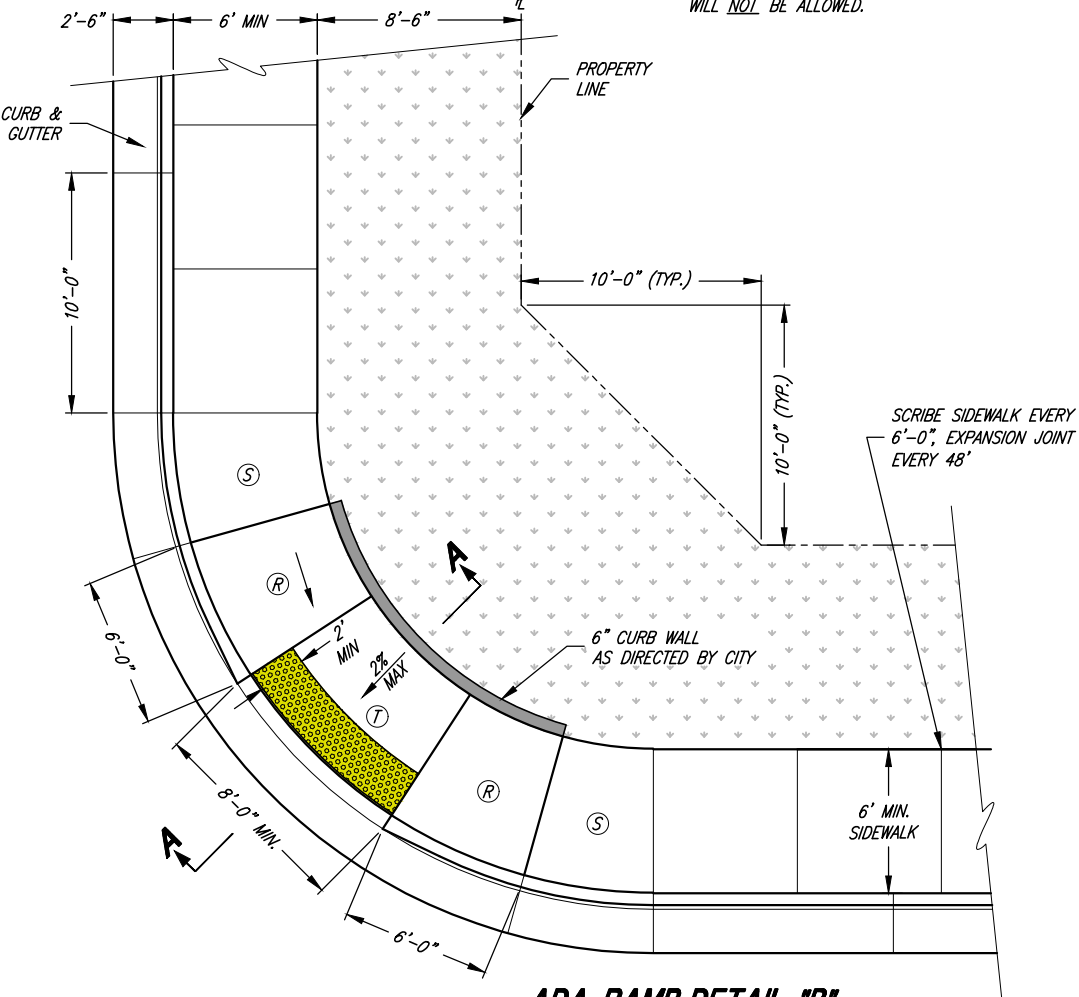 WILL NOT BE ALLOWED.
2'-6"
6' MIN
8'-6"
PROPERTY
LINE
CURB &
GUTTER
10'-0"
10'-0" (TYP.)
10'-0" (TYP.)
SCRIBE SIDEWALK EVERY
6'-0", EXPANSION JOINT
EVERY 48'
S
R
A
6'-0"
2'
MIN
2%
MAX
6" CURB WALL
AS DIRECTED BY CITY
T
R
S
6' MIN.
SIDEWALK
8'-0" MIN.
A
6'-0"
ADA RAMP DETAIL "B"